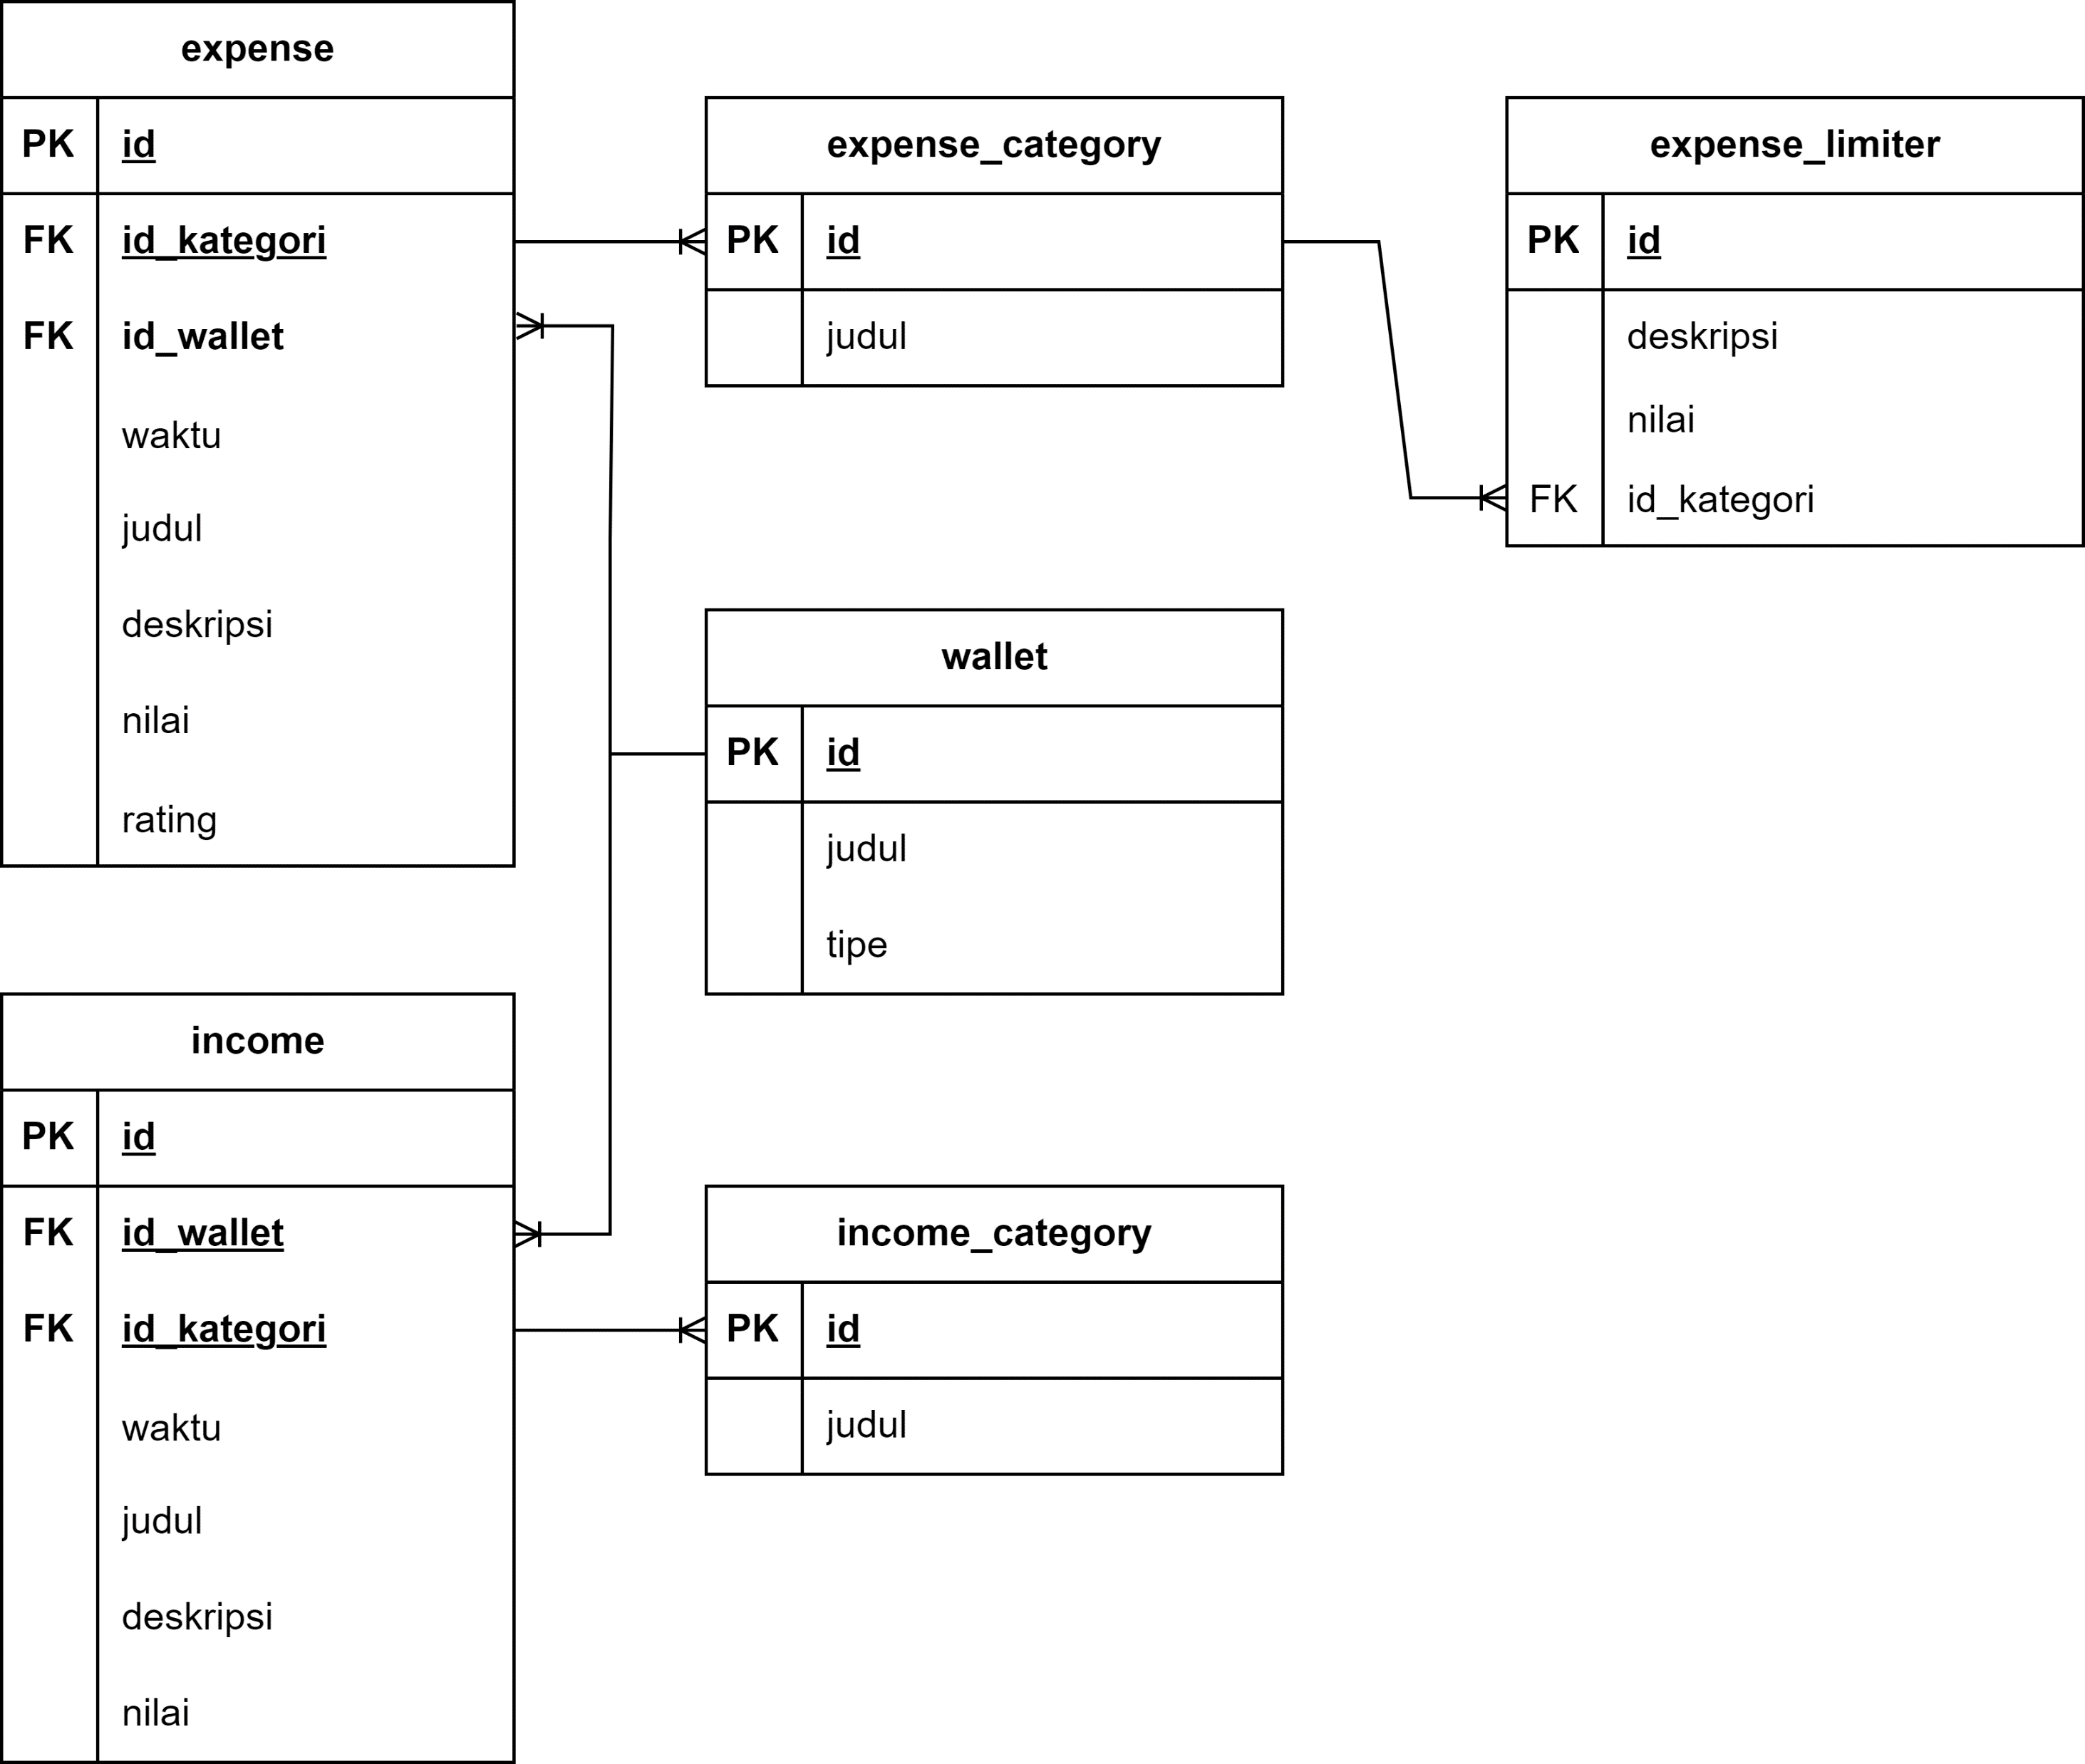 expense
PK id
FK id_kategori
FK id_wallet
waktu
judul
deskripsi
nilai
rating
expense_category
PK id
judul
expense_limiter
PK id
deskripsi
nilai
FK id_kategori
wallet
PK id
judul
tipe
income
PK id
FK id_wallet
FK id_kategori
waktu
judul
deskripsi
nilai
income_category
PK id
judul